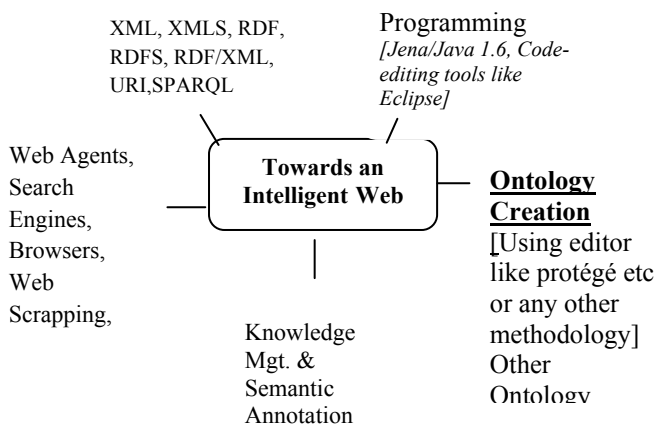 XML, XMLS, RDF,
RDFS, RDF/XML,
URI,SPARQL
Programming
[Jena/Java 1.6, Code-
editing tools like
Eclipse]
Web Agents,
Search
Engines,
Browsers,
Web
Scrapping,
Towards an
Intelligent Web
Ontology
Creation
[Using editor
like protégé etc
or any other
methodology]
Other
Ontology
Knowledge
Mgt. &
Semantic
Annotation